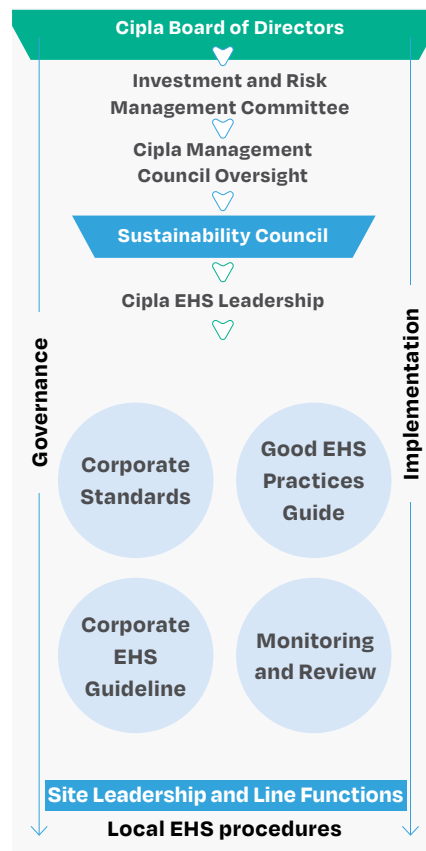 Cipla Board of Directors
Investment and Risk
Management Committee
Cipla Management
Council Oversight
Sustainability Council
Cipla EHS Leadership
Governance
Implementation
Corporate
Standards
Good EHS
Practices
Guide
Corporate
EHS
Guideline
Monitoring
and Review
Site Leadership and Line Functions
Local EHS procedures